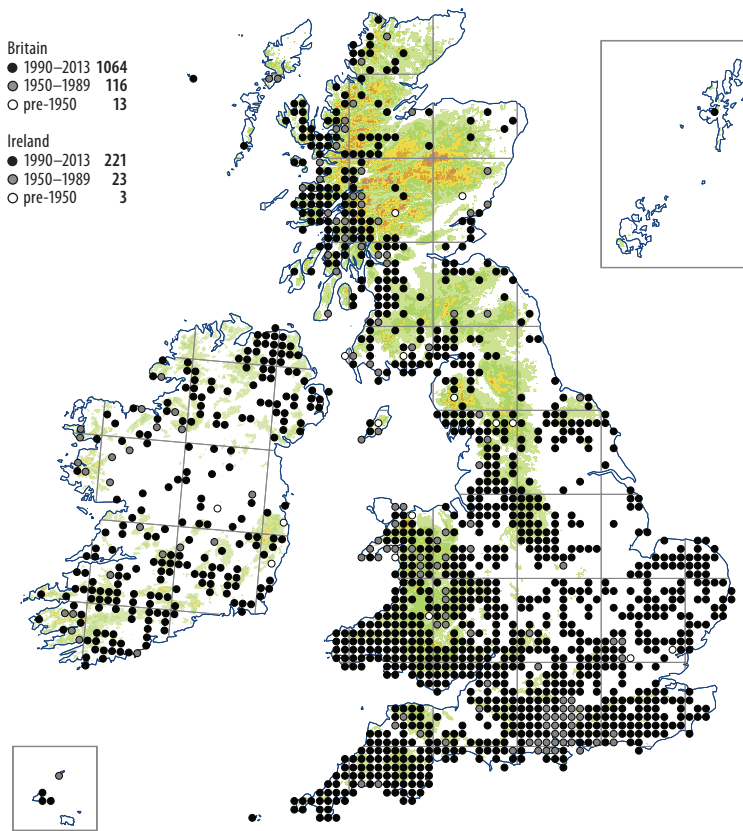 Britain
● 1990–2013 1064
● 1950–1989 116
○ pre-1950 13
Ireland
● 1990–2013 221
● 1950–1989 23
○ pre-1950 3